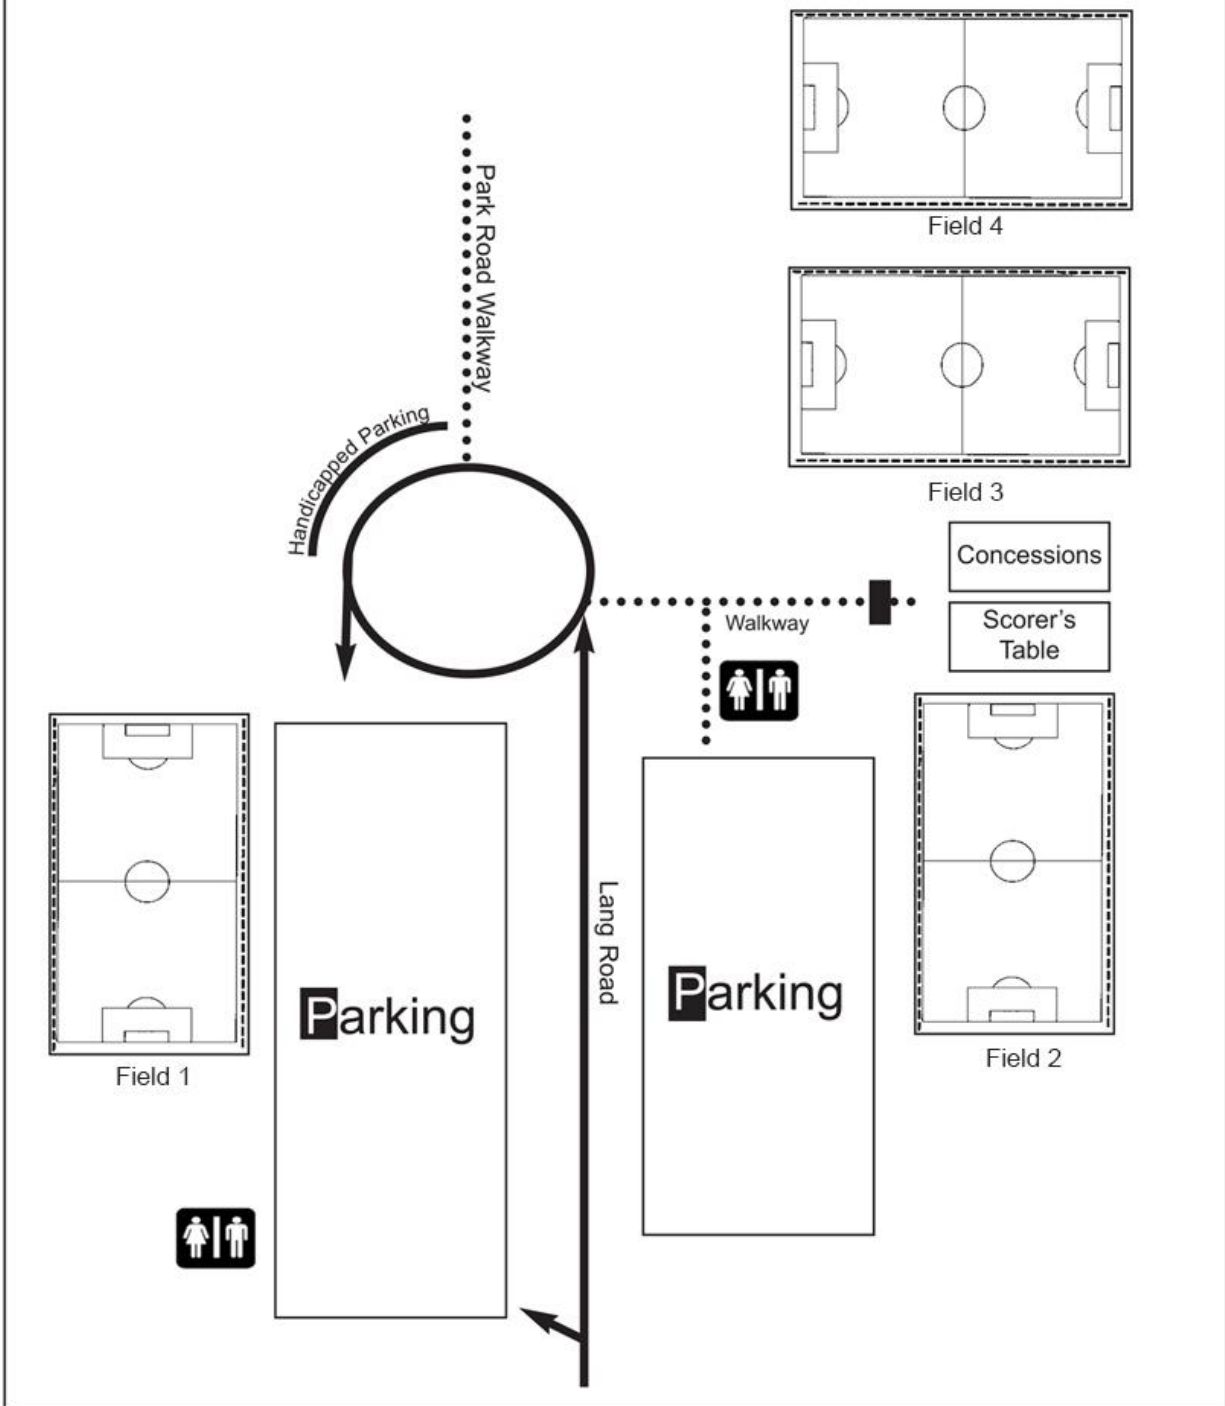 Field 4
Park Road Walkway
Field 3
Handicapped Parking
Concessions
Scorer's
Table
Walkway
Lang Road
Parking
Parking
Field 1
Field 2